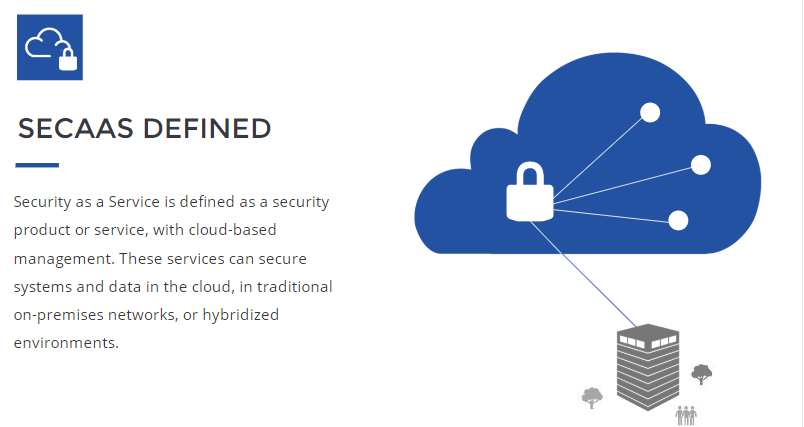 SECAAS DEFINED
Security as a Service is defined as a security
product or service, with cloud-based
management. These services can secure
systems and data in the cloud, in traditional
on-premises networks, or hybridized
environments.